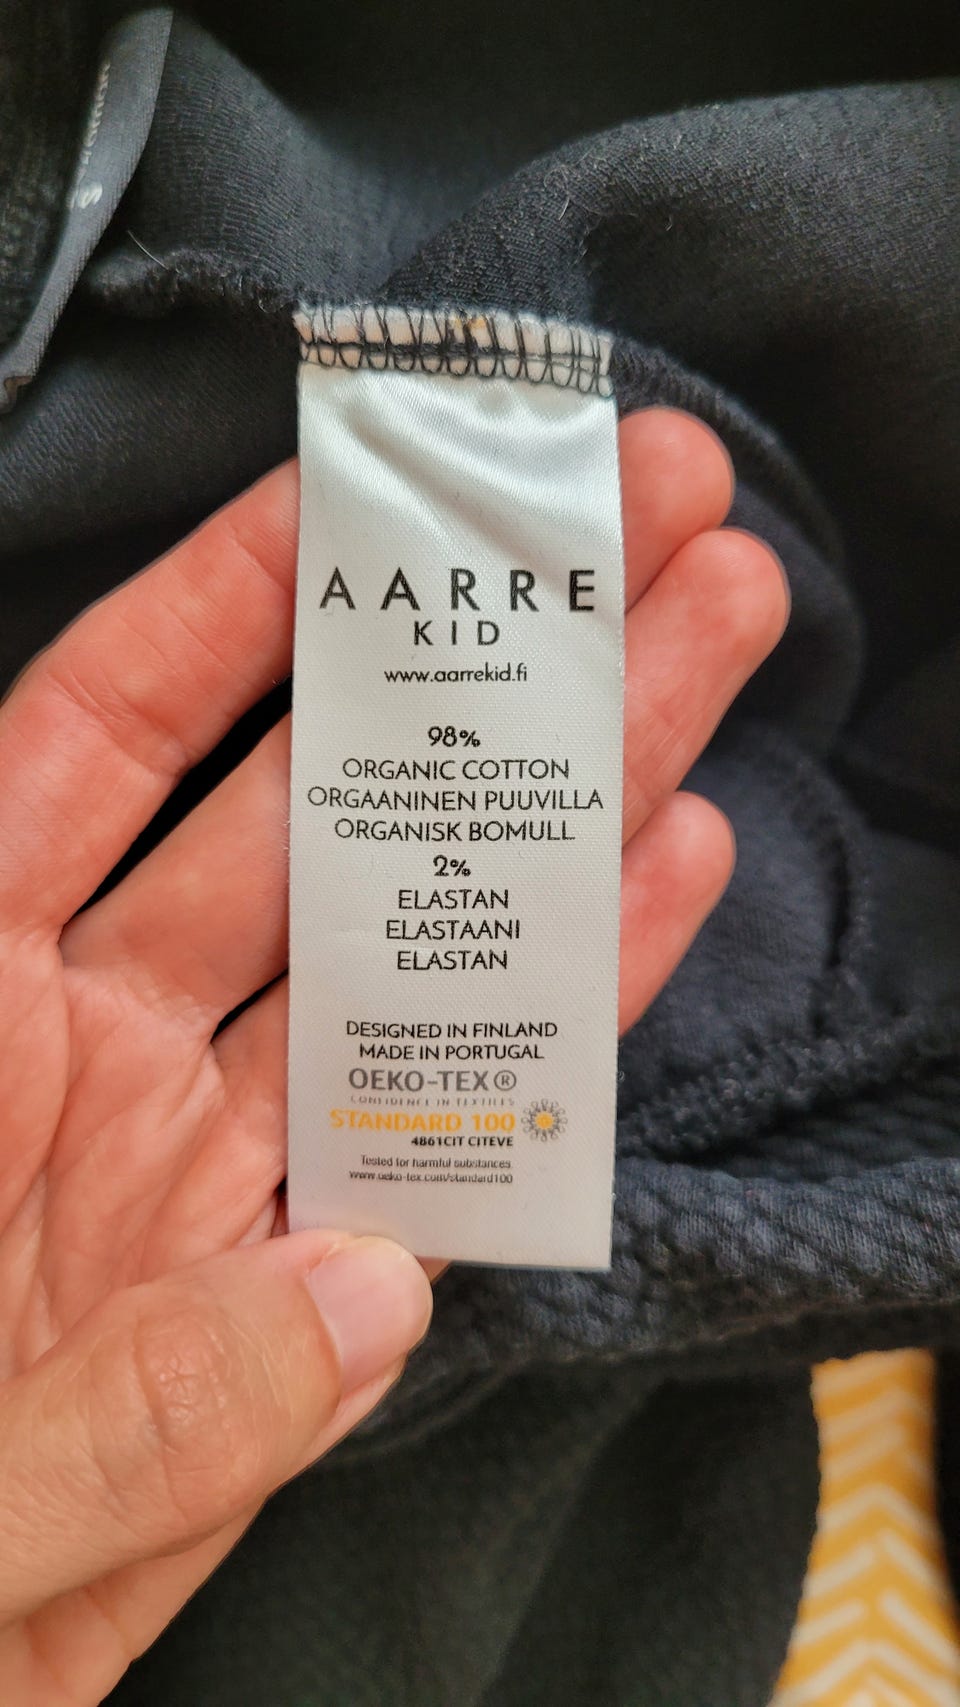 AARRE
KID
www.aarrekid.fi
98%
ORGANIC COTTON
ORGAANINEN PUUVILLA
ORGANISK BOMULL
2%
ELASTAN
ELASTAANI
ELASTAN
DESIGNED IN FINLAND
MADE IN PORTUGAL
OEKO-TEX®
CONFIDENCE IN TEXTILES
STANDARD 100
4861CIT CITEVE
Tested for harmful substances.
www.oeko-tex.com/standard100
S